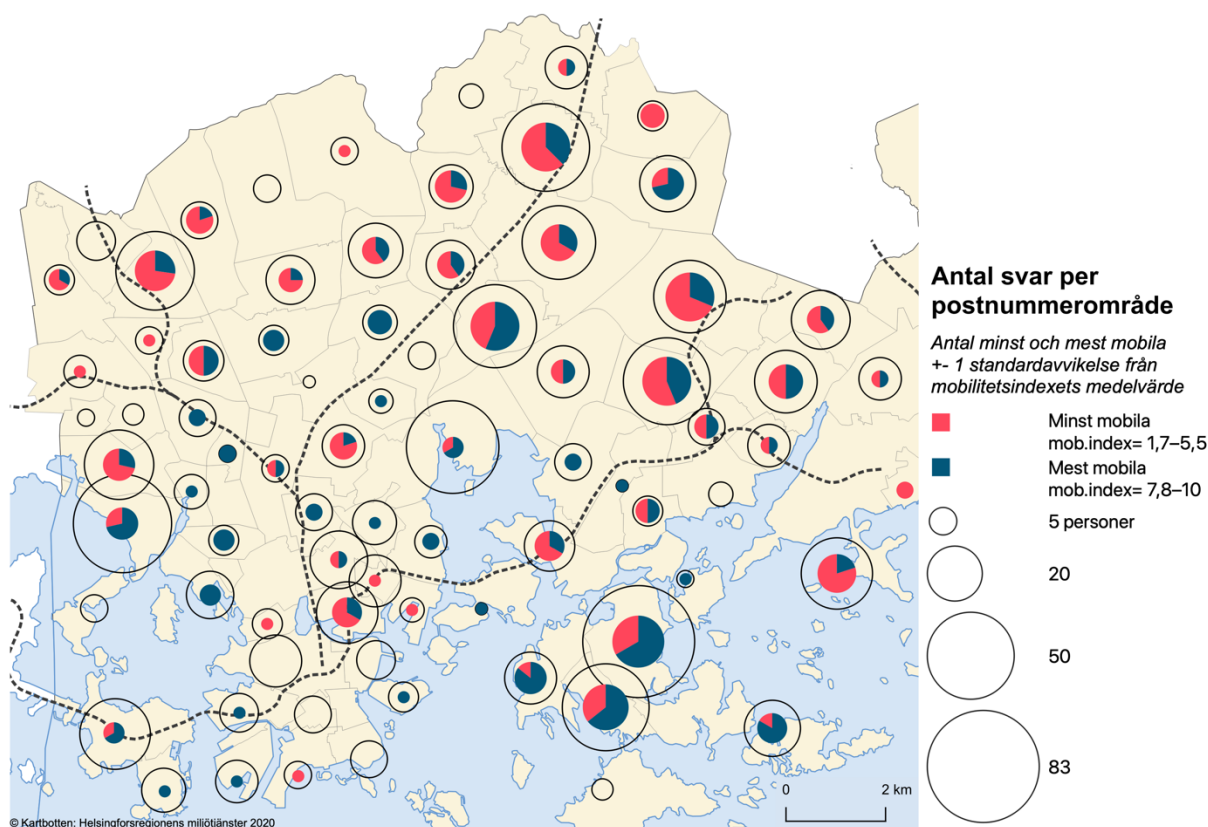 Antal svar per
postnummerområde
Antal minst och mest mobila
+- 1 standardavvikelse från
mobilitetsindexets medelvärde
Minst mobila
mob.index= 1,7–5,5
Mest mobila
mob.index= 7,8–10
5 personer
20
50
83
0 2 km
© Kartbotten: Helsingforsregionens miljötjänster 2020